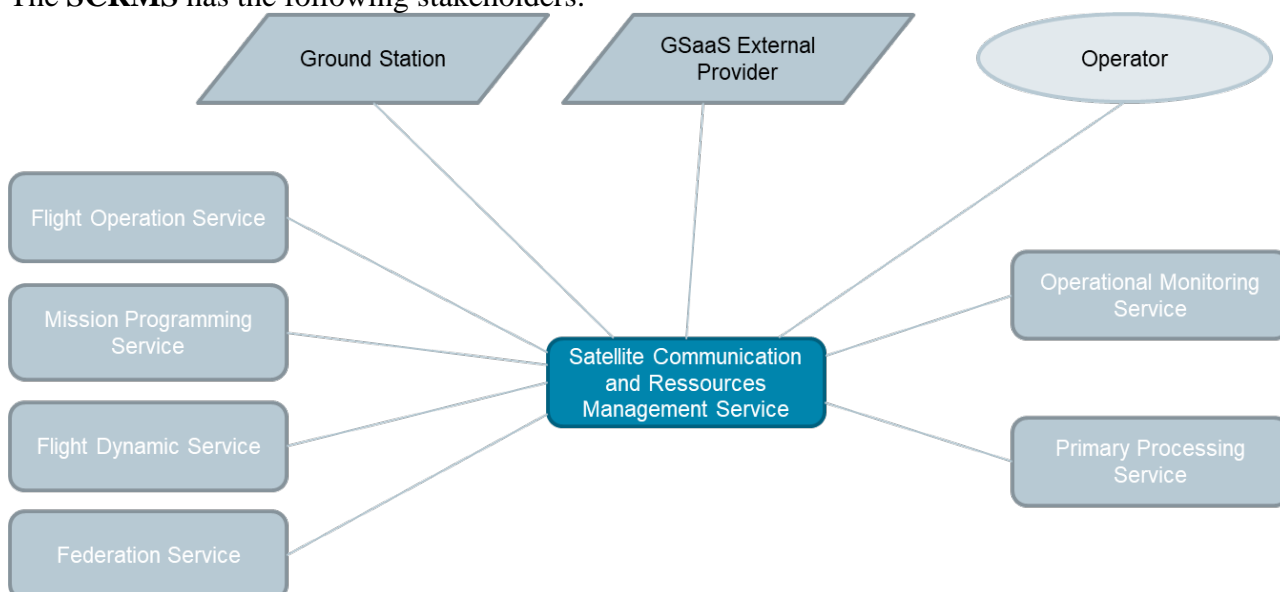 The SCRMS has the following stakeholders:
Ground Station
GSaaS External
Provider
Operator
Flight Operation Service
Mission Programming
Service
Flight Dynamic Service
Federation Service
Satellite Communication
and Ressources
Management Service
Operational Monitoring
Service
Primary Processing
Service